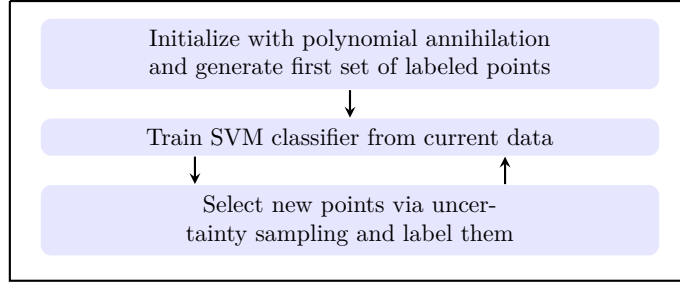 Initialize with polynomial annihilation
and generate first set of labeled points
Train SVM classifier from current data
Select new points via uncer-
tainty sampling and label them